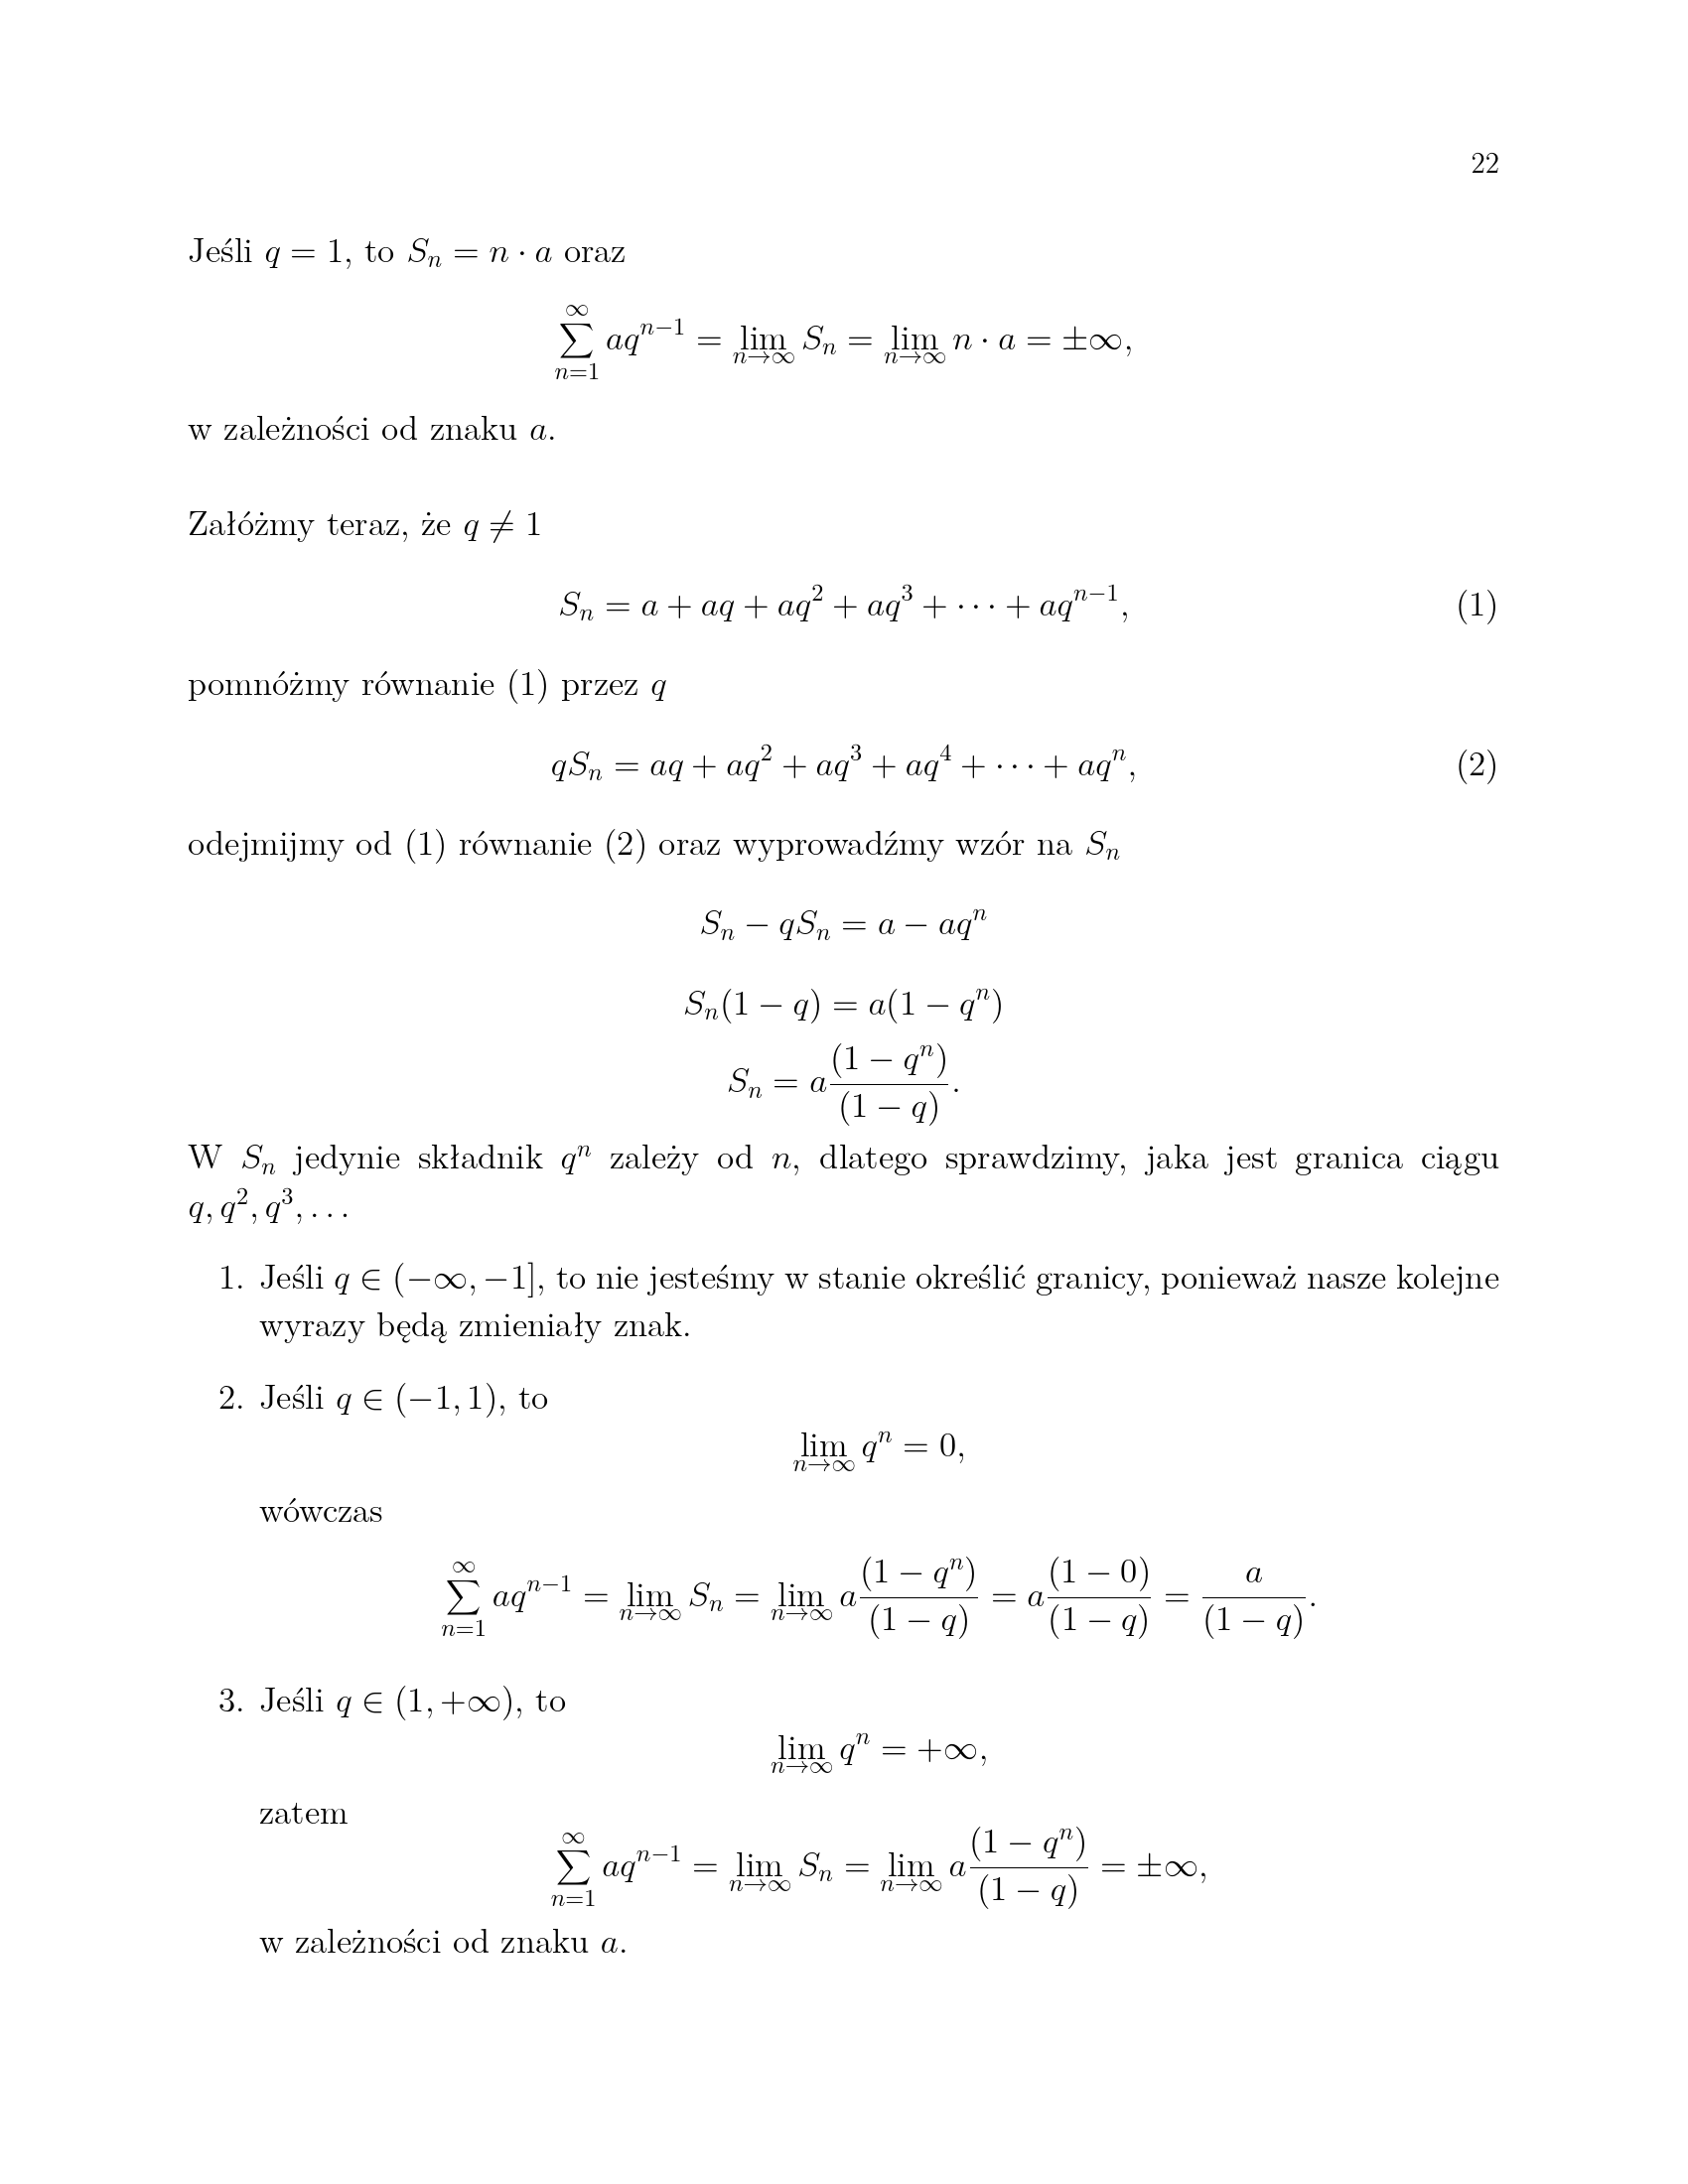 22
Jeśli $q = 1$, to $S_n = n \cdot a$ oraz
$$\sum_{n=1}^{\infty} aq^{n-1} = \lim_{n\to\infty} S_n = \lim_{n\to\infty} n \cdot a = \pm\infty,$$
w zależności od znaku $a$.
Załóżmy teraz, że $q \neq 1$
$$S_n = a + aq + aq^2 + aq^3 + \cdots + aq^{n-1}, \quad (1)$$
pomnóżmy równanie (1) przez $q$
$$qS_n = aq + aq^2 + aq^3 + aq^4 + \cdots + aq^n, \quad (2)$$
odejmijmy od (1) równanie (2) oraz wyprowadźmy wzór na $S_n$
$$S_n - qS_n = a - aq^n$$
$$S_n(1 - q) = a(1 - q^n)$$
$$S_n = a\frac{(1 - q^n)}{(1 - q)}.$$
W $S_n$ jedynie składnik $q^n$ zależy od $n$, dlatego sprawdzimy, jaka jest granica ciągu
$q, q^2, q^3, \ldots$
1. Jeśli $q \in (-\infty, -1]$, to nie jesteśmy w stanie określić granicy, ponieważ nasze kolejne
wyrazy będą zmieniały znak.
2. Jeśli $q \in (-1, 1)$, to
$$\lim_{n\to\infty} q^n = 0,$$
wówczas
$$\sum_{n=1}^{\infty} aq^{n-1} = \lim_{n\to\infty} S_n = \lim_{n\to\infty} a\frac{(1 - q^n)}{(1 - q)} = a\frac{(1 - 0)}{(1 - q)} = \frac{a}{(1 - q)}.$$
3. Jeśli $q \in (1, +\infty)$, to
$$\lim_{n\to\infty} q^n = +\infty,$$
zatem
$$\sum_{n=1}^{\infty} aq^{n-1} = \lim_{n\to\infty} S_n = \lim_{n\to\infty} a\frac{(1 - q^n)}{(1 - q)} = \pm\infty,$$
w zależności od znaku $a$.